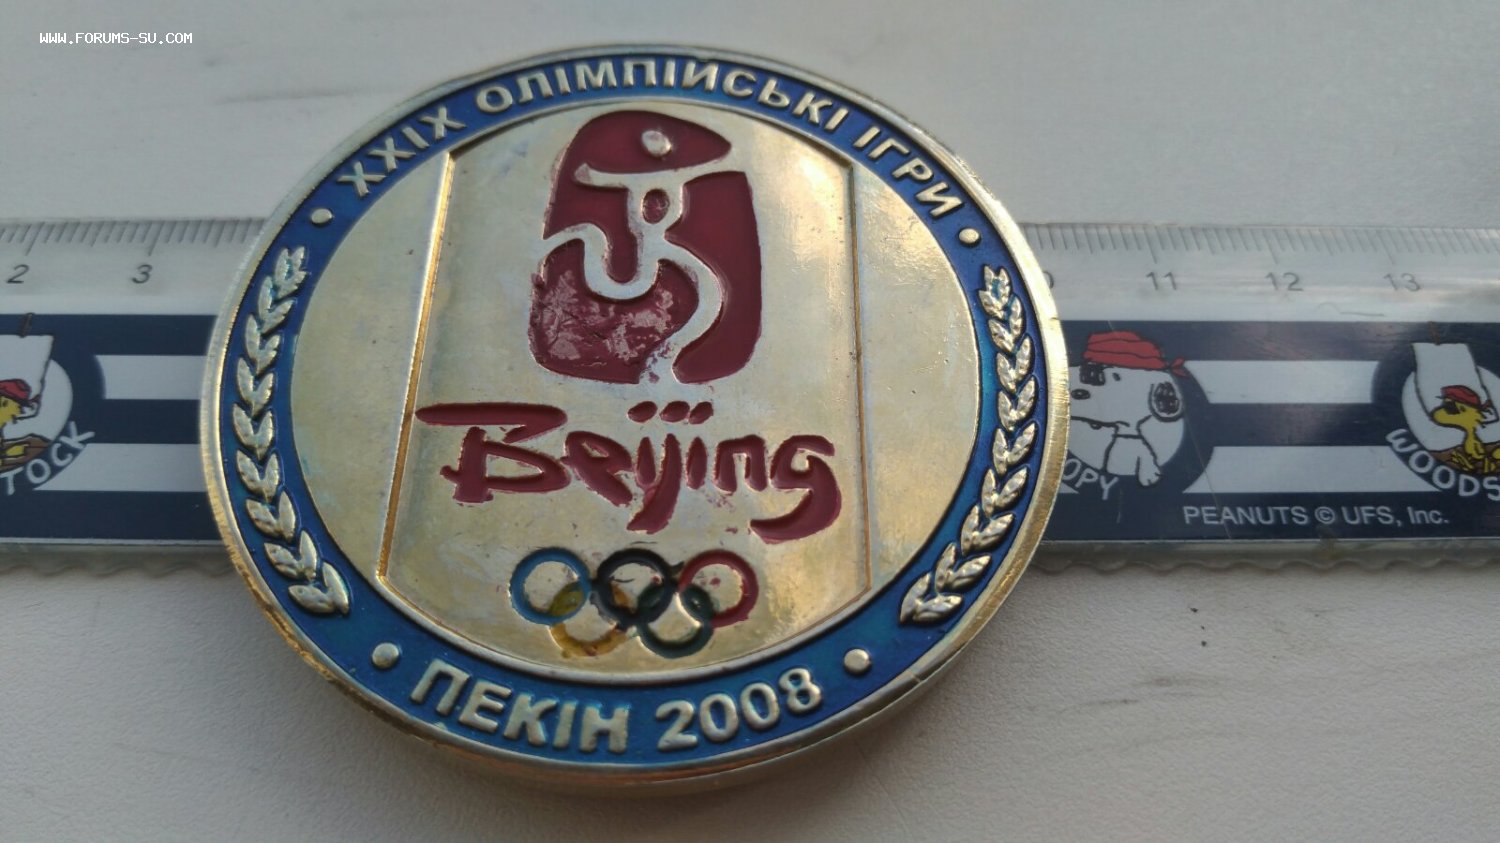 WWW.FORUMS-SU.COM
XXIX ОЛІМПІЙСЬКІ ІГРИ
Beijing
ПЕКІН 2008
2 3 11 12 13
TOCK
OPY
WOODS
PEANUTS © UFS, Inc.